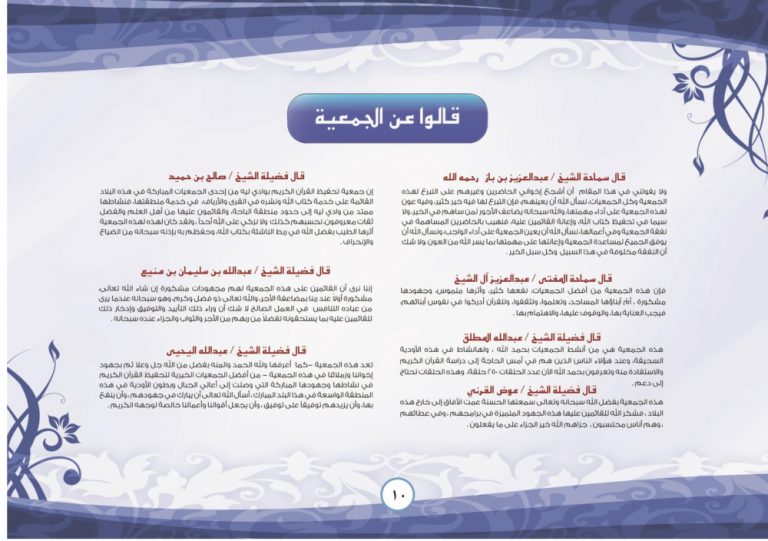 قالوا عن الجمعية
قال سماحة الشيخ / عبدالعزيز بن باز رحمه الله
ولا يفوتني في هذا المقام أن أشجع إخواني الحاضرين وغيرهم على التبرع لهذه
الجمعية وكل الجمعيات، نسأل الله أن يعينهم، فإن التبرع لها فيه خير كثير، وفيه عون
لهذه الجمعية على أداء مهمتها، والله سبحانه يضاعف الأجور لمن ساهم في الخير، ولا
سيما في تحفيظ كتاب الله، وإعانة القائمين عليه، فنهيب بالحاضرين المساهمة في
نفقة الجمعية وفي أعمالها، نسأل الله أن يعين الجمعية على أداء الواجب، ونسأل الله أن
يوفق الجميع لمساعدة الجمعية وإعانتها على مهمتها بما يسر الله من العون، ولا شك
أن النفقة مخلوفة في هذا السبيل وكل سبل الخير .
قال سماحة المفتي / عبدالعزيز آل الشيخ
فإن هذه الجمعية من أفضل الجمعيات، نفعها كثير، وأثرها ملموس، وجهودها
مشكورة ، أمّ أبناؤها المساجد، وتعلموا، وتثقفوا، وللقرآن أدركوا في نفوس أبنائهم،
فيجب العناية بها، والوقوف عليها، والاهتمام بها .
قال فضيلة الشيخ / عبدالله المطلق
هذه الجمعية هي من أنشط الجمعيات بحمد الله ، ولها نشاط في هذه الأودية
السحيقة، وعند هؤلاء الناس الذين هم في أمس الحاجة إلى دراسة القرآن الكريم
والاستفادة منه وتعرفون بحمد الله الآن عدد الحلقات ٢٥٠ حلقة، وهذه الحلقات تحتاج
إلى دعم .
قال فضيلة الشيخ / عوض القرني
هذه الجمعية بفضل الله سبحانه وتعالى سمعتها الحسنة عمت الآفاق إلى خارج هذه
البلاد ، فشكر الله للقائمين عليها هذه الجهود المتميزة في برامجهم ، وفي عطائهم
، وهم أناس محتسبون ، جزاهم الله خير الجزاء على ما يفعلون .
قال فضيلة الشيخ / صالح بن حميد
إن جمعية تحفيظ القرآن الكريم بوادي ليه من إحدى الجمعيات المباركة في هذه البلاد
القائمة على خدمة كتاب الله ونشره في القرى والأرياف، في خدمة منطقتها، فنشاطها
ممتد من وادي ليه إلى حدود منطقة الباحة، والقائمون عليها من أهل العلم والفضل
ثقات معروفون، نحسبهم كذلك ولا نزكي على الله أحداً، ولقد كان لهذه الجمعية
أثرها الطيب بفضل الله في ربط الناشئة بكتاب الله، وحفظهم به بإذنه سبحانه من الضياع
والانحراف .
قال فضيلة الشيخ / عبدالله بن سليمان بن منيع
إننا نرى أن القائمين على هذه الجمعية لهم مجهودات مشكورة إن شاء الله تعالى،
مشكورة أولا عند ربنا بمضاعفة الأجر، والله تعالى ذو فضل وكرم، وهو سبحانه عندما يرى
من عباده التنافس في العمل الصالح لا شك أن وراء ذلك التأييد والتوفيق وإدكار ذلك
للقائمين عليه بما يستحقونه تفضلا من ربهم من الأجر والثواب والجزاء عنده سبحانه .
قال فضيلة الشيخ / عبدالله اليحيى
تعد هذه الجمعية –كما أعرفها ولله الحمد والمنه بفضل من الله جل وعلا ثم بجهود
إخواننا وزملائنا في هذه الجمعية – من أفضل الجمعيات الخيرية لتحفيظ القرآن الكريم
في نشاطها وجهودها المباركة التي وصلت إلى أعالي الجبال وبطون الأودية في هذه
المنطقة الواسعة في هذا البلد المبارك ، أسأل الله تعالى أن يبارك في جهودهم ، وأن ينفع
بها، وأن يزيدهم توفيقا على توفيق ، وأن يجعل أقوالنا وأعمالنا خالصة لوجهه الكريم .
١٠